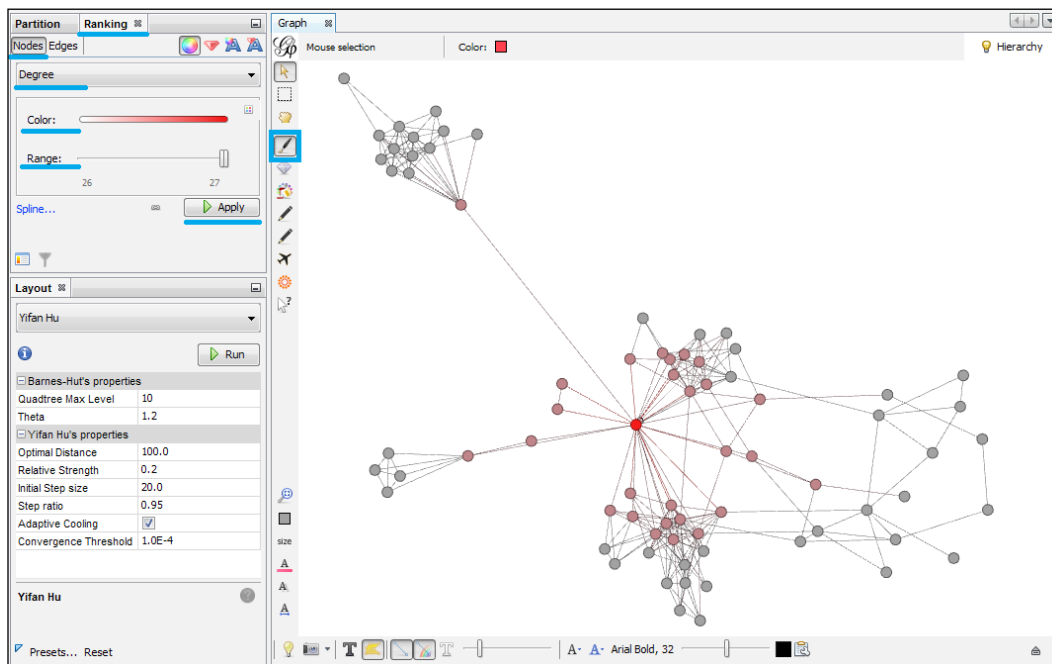 Partition
Ranking
Nodes Edges
Degree
Color:
Range:
26 27
Spline...
Apply
Layout
Yifan Hu
Run
Barnes-Hut's properties
Quadtree Max Level 10
Theta 1.2
Yifan Hu's properties
Optimal Distance 100.0
Relative Strength 0.2
Initial Step size 20.0
Step ratio 0.95
Adaptive Cooling
Convergence Threshold 1.0E-4
Yifan Hu
Presets... Reset
Graph
Mouse selection
Color:
Hierarchy
size
A
A
A
T
T
A- A- Arial Bold, 32